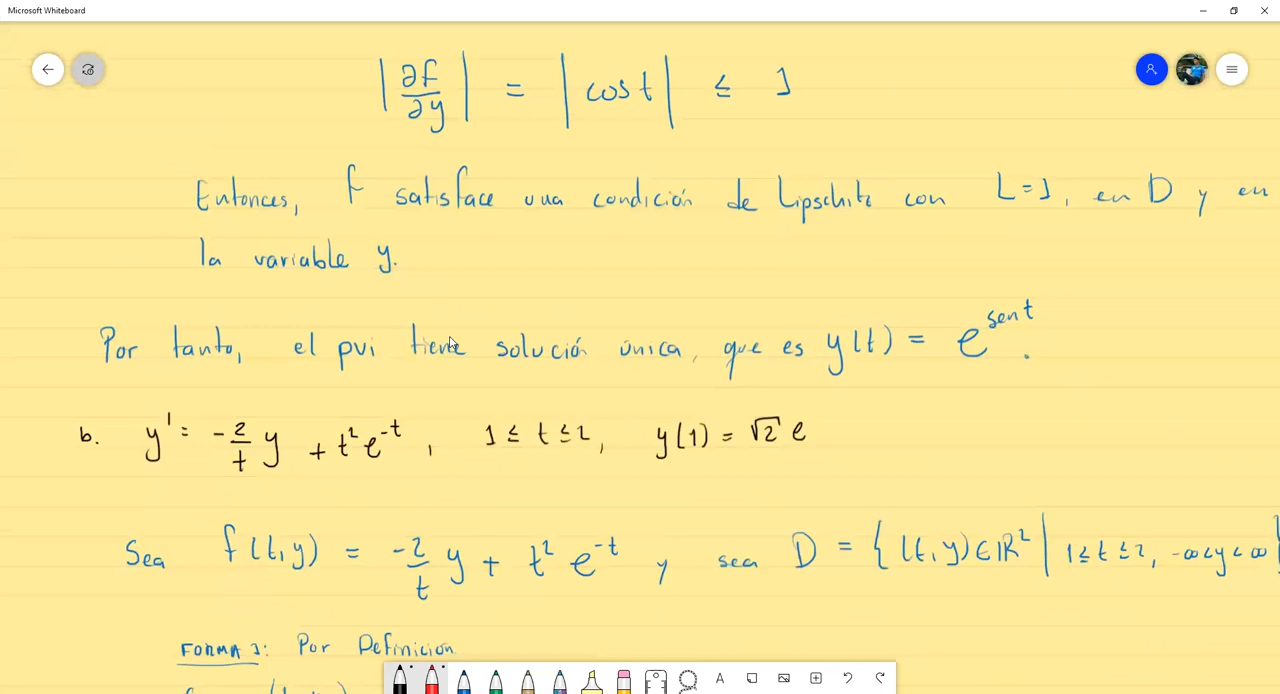 Microsoft Whiteboard
|∂f/∂y| = |cos t| ≤ 1
Entonces, f satisface una condición de Lipschitz con L=1, en D y en
la variable y.
Por tanto, el pvi tiene solución única, que es y(t) = e^{sent}.
b. y' = -2/t y + t² e^{-t}, 1 ≤ t ≤ 2, y(1) = √2 e
Sea f(t,y) = -2/t y + t² e^{-t} y sea D = {(t,y)∈ℝ² | 1≤t≤2, -∞<y<∞}
FORMA 1: Por Definición
A